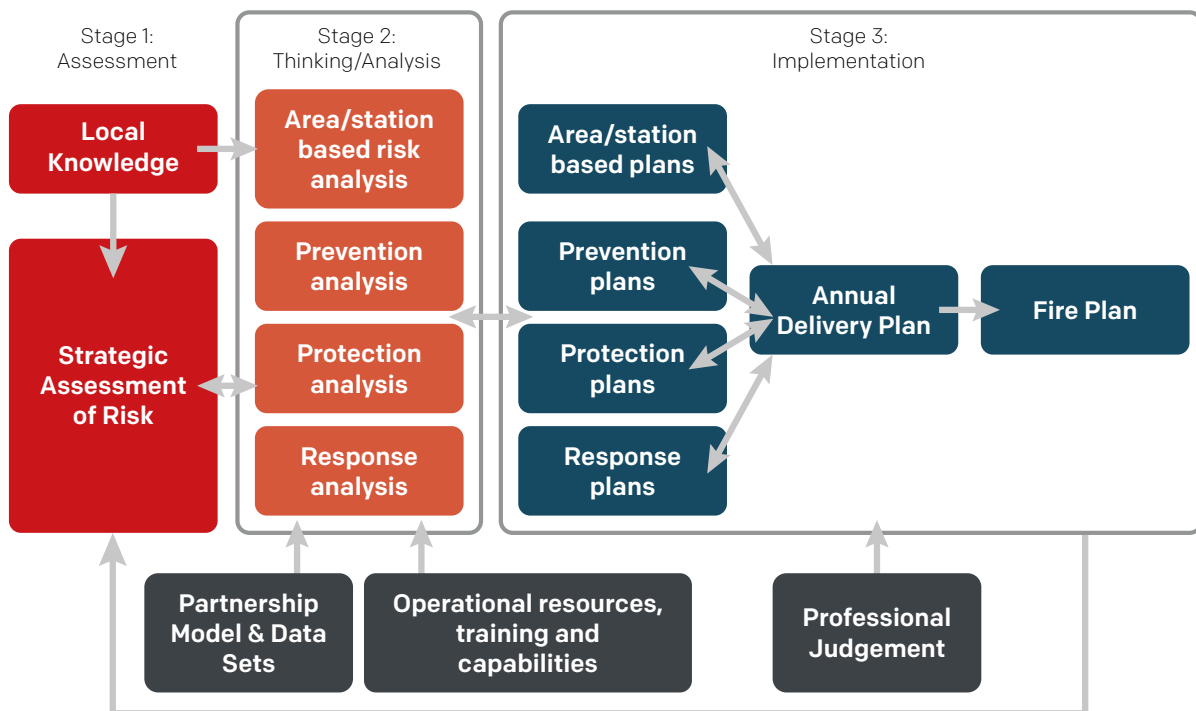 Stage 1:
Assessment
Stage 2:
Thinking/Analysis
Stage 3:
Implementation
Local
Knowledge
Strategic
Assessment
of Risk
Area/station
based risk
analysis
Prevention
analysis
Protection
analysis
Response
analysis
Area/station
based plans
Prevention
plans
Protection
plans
Response
plans
Annual
Delivery Plan
Fire Plan
Partnership
Model & Data
Sets
Operational resources,
training and
capabilities
Professional
Judgement